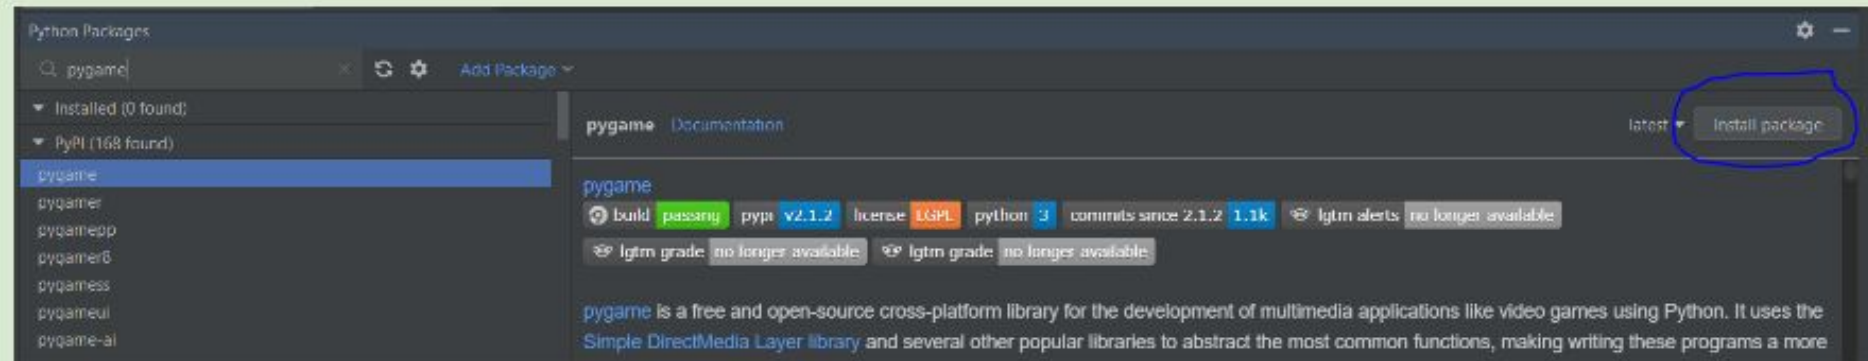 Python Packages
pygame
Add Package
Installed (0 found)
PyPI (168 found)
pygame
pygamer
pygamepp
pygamer8
pygamess
pygameui
pygame-ai
pygame Documentation
latest Install package
pygame
build passing pypi v2.1.2 license LGPL python 3 commits since 2.1.2 1.1k lgtm alerts no longer available
lgtm grade no longer available lgtm grade no longer available
pygame is a free and open-source cross-platform library for the development of multimedia applications like video games using Python. It uses the
Simple DirectMedia Layer library and several other popular libraries to abstract the most common functions, making writing these programs a more